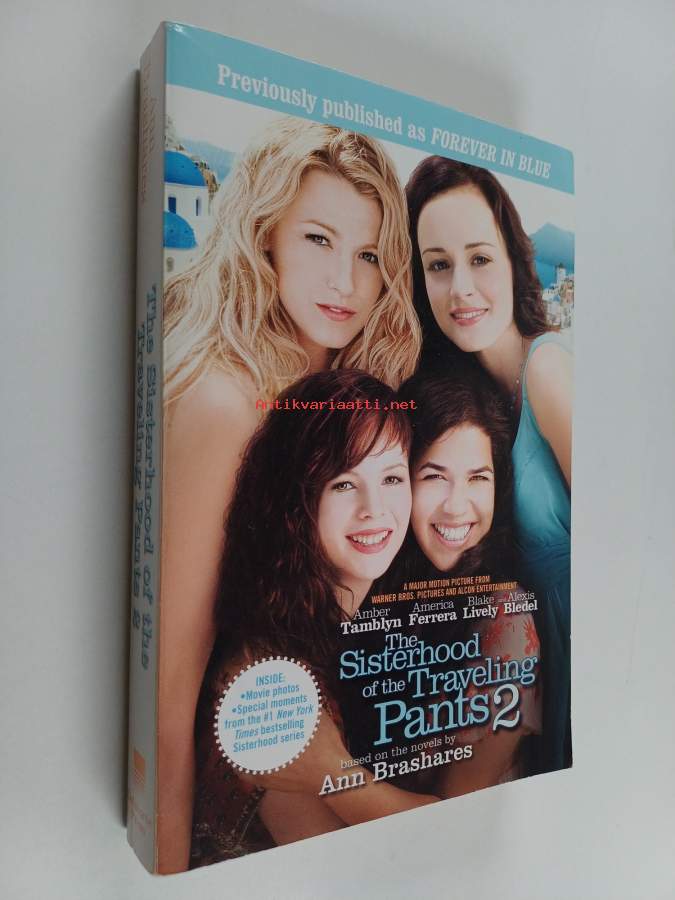 Previously published as FOREVER IN BLUE
Antikvariaatti.net
A MAJOR MOTION PICTURE FROM
WARNER BROS. PICTURES AND ALCON ENTERTAINMENT
Amber Tamblyn America Ferrera Blake Lively and Alexis Bledel
The
Sisterhood
of the Traveling
Pants 2
based on the novels by
Ann Brashares
INSIDE:
•Movie photos
•Special moments
from the #1 New York
Times bestselling
Sisterhood series
The Sisterhood of the
Traveling Pants 2